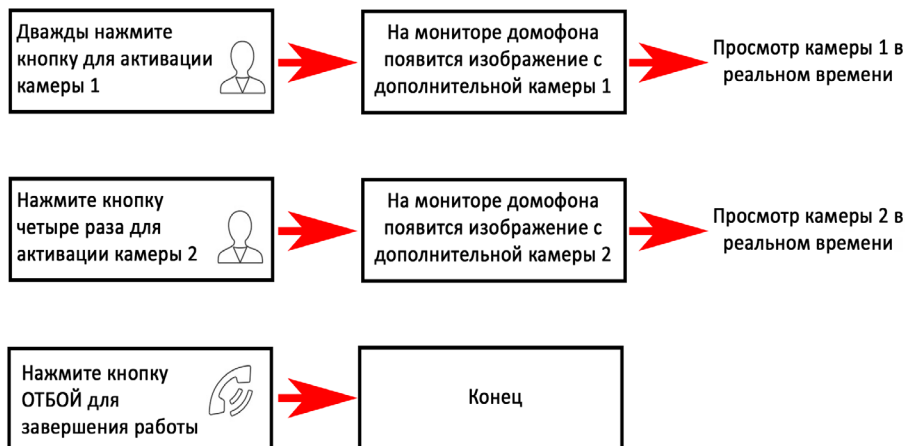 Дважды нажмите
кнопку для активации
камеры 1
На мониторе домофона
появится изображение с
дополнительной камеры 1
Просмотр камеры 1 в
реальном времени
Нажмите кнопку
четыре раза для
активации камеры 2
На мониторе домофона
появится изображение с
дополнительной камеры 2
Просмотр камеры 2 в
реальном времени
Нажмите кнопку
ОТБОЙ для
завершения работы
Конец